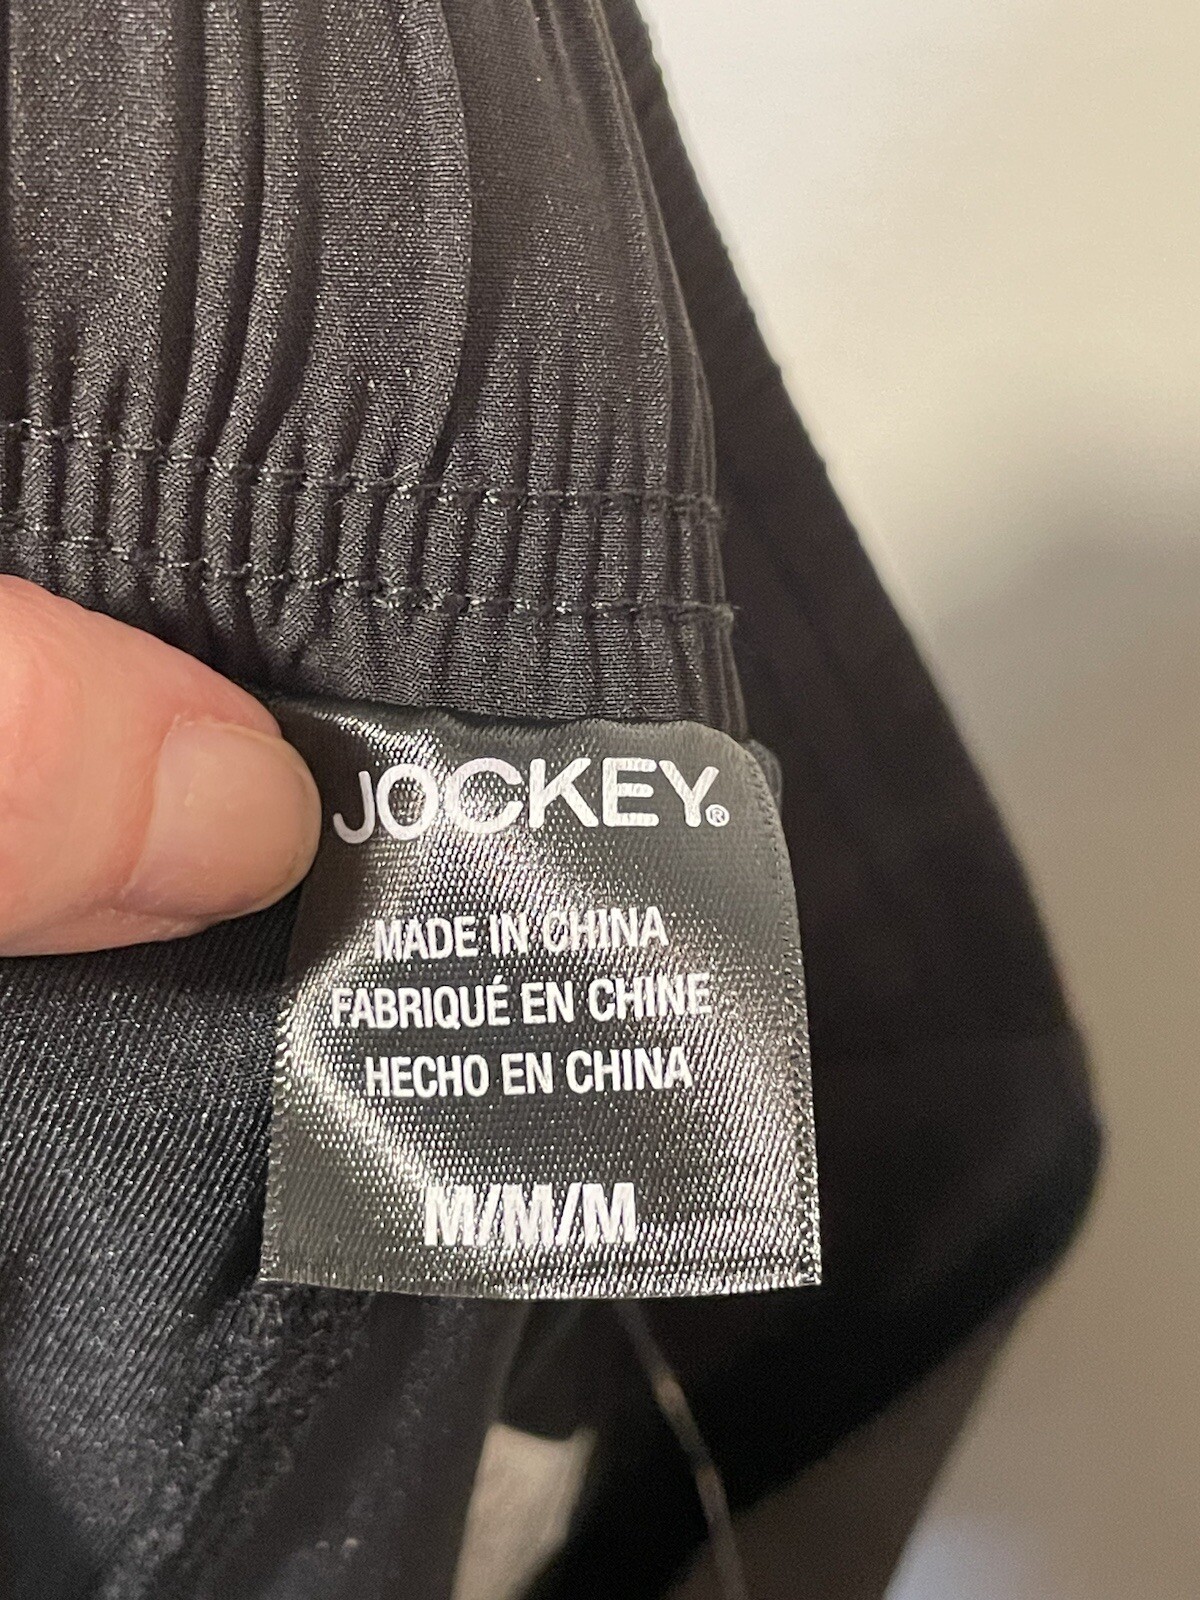 JOCKEY®
MADE IN CHINA
FABRIQUÉ EN CHINE
HECHO EN CHINA
M/M/M